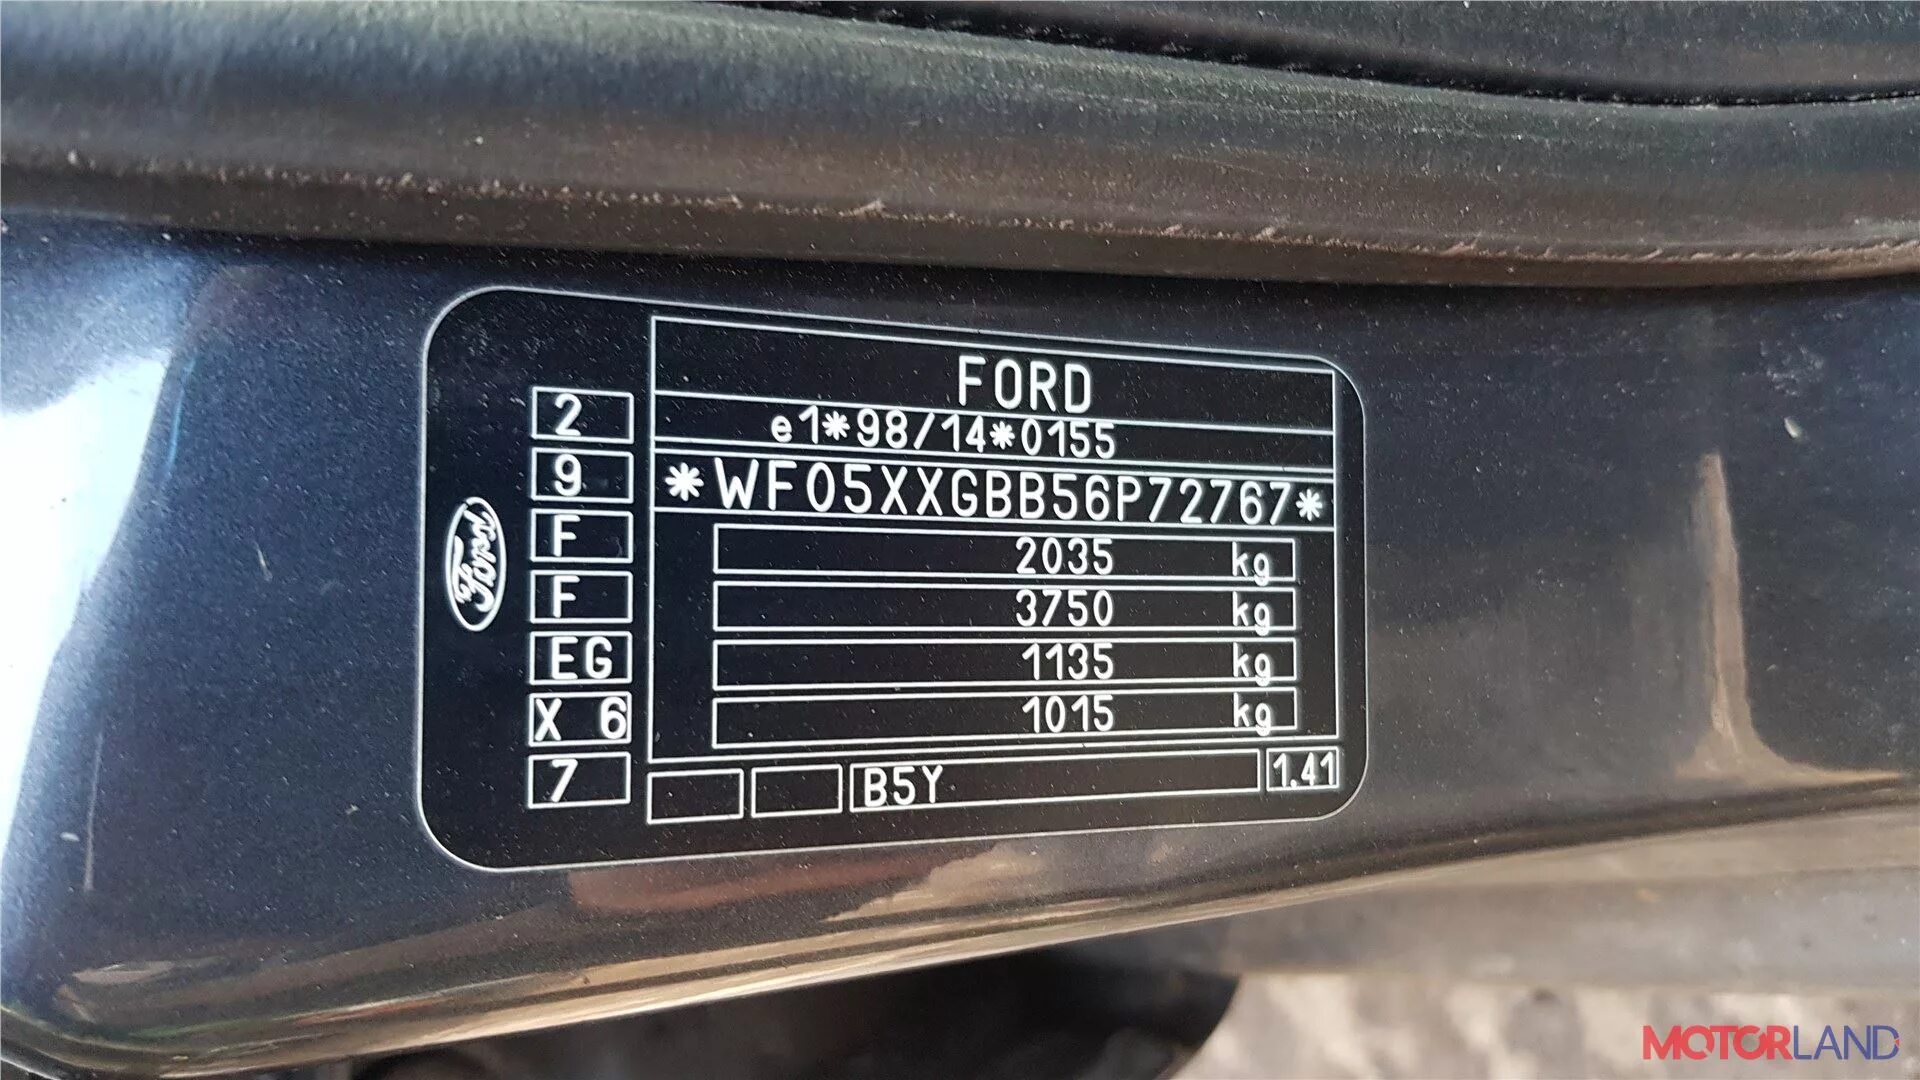 FORD
e1*98/14*0155
*WF05XXGBB56P72767*
2035 kg
3750 kg
1135 kg
1015 kg
B5Y 1.41
2
9
F
F
EG
X 6
7
Ford
MOTORLAND